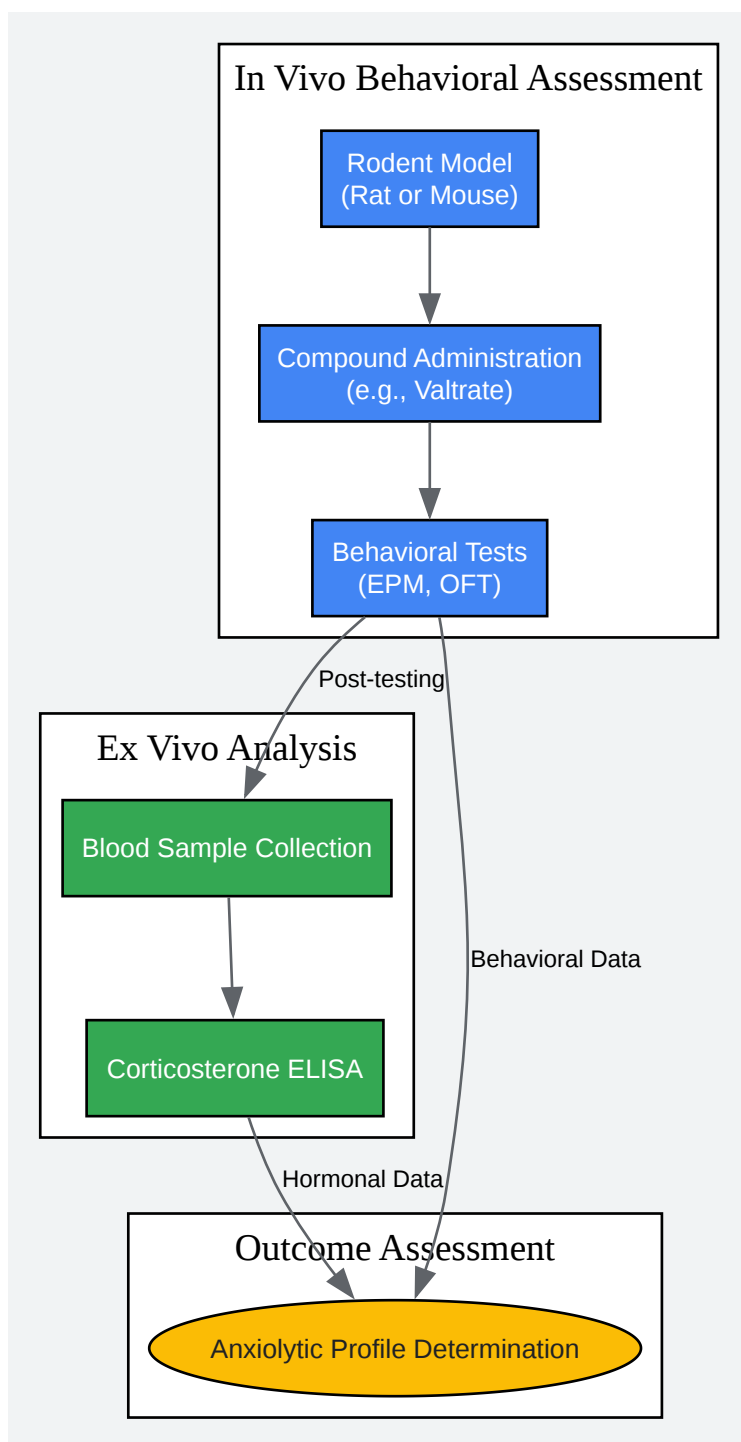 In Vivo Behavioral Assessment
Rodent Model
(Rat or Mouse)
Compound Administration
(e.g., Valtrate)
Behavioral Tests
(EPM, OFT)
Post-testing
Ex Vivo Analysis
Blood Sample Collection
Behavioral Data
Corticosterone ELISA
Hormonal Data
Outcome Assessment
Anxiolytic Profile Determination